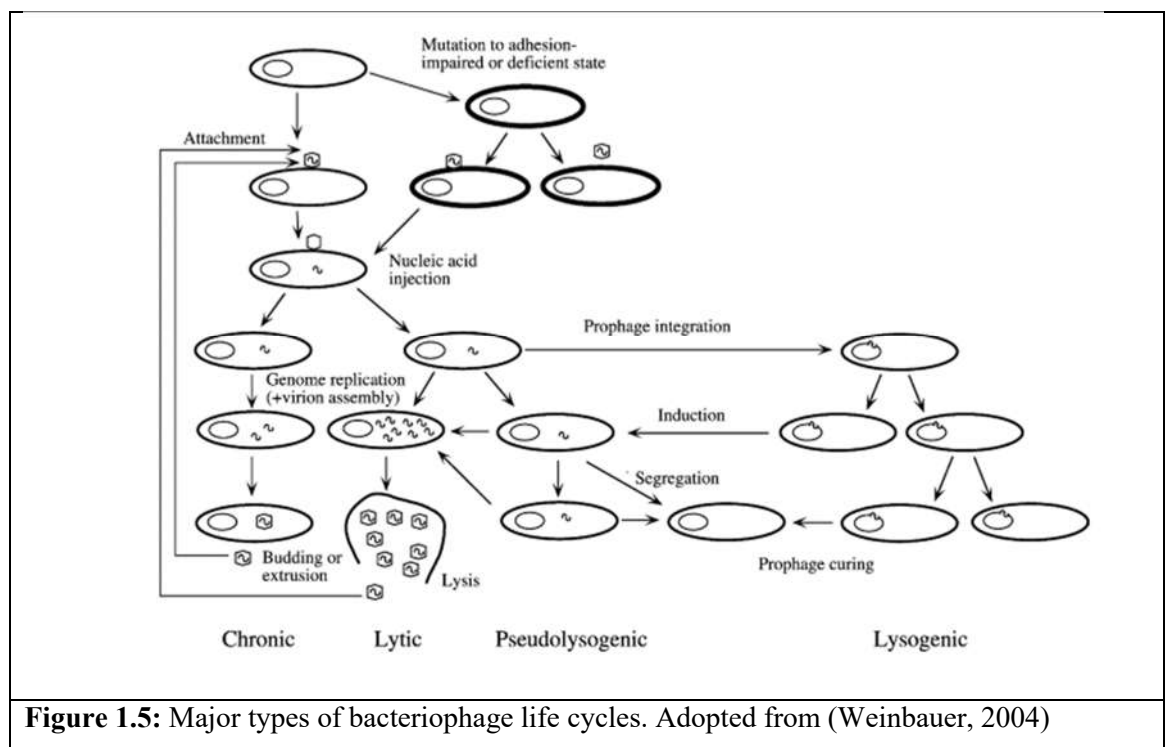 Mutation to adhesion-
impaired or deficient state
Attachment
Nucleic acid
injection
Prophage integration
Genome replication
(+virion assembly)
Induction
Segregation
Budding or
extrusion
Lysis
Prophage curing
Chronic
Lytic
Pseudolysogenic
Lysogenic
Figure 1.5: Major types of bacteriophage life cycles. Adopted from (Weinbauer, 2004)